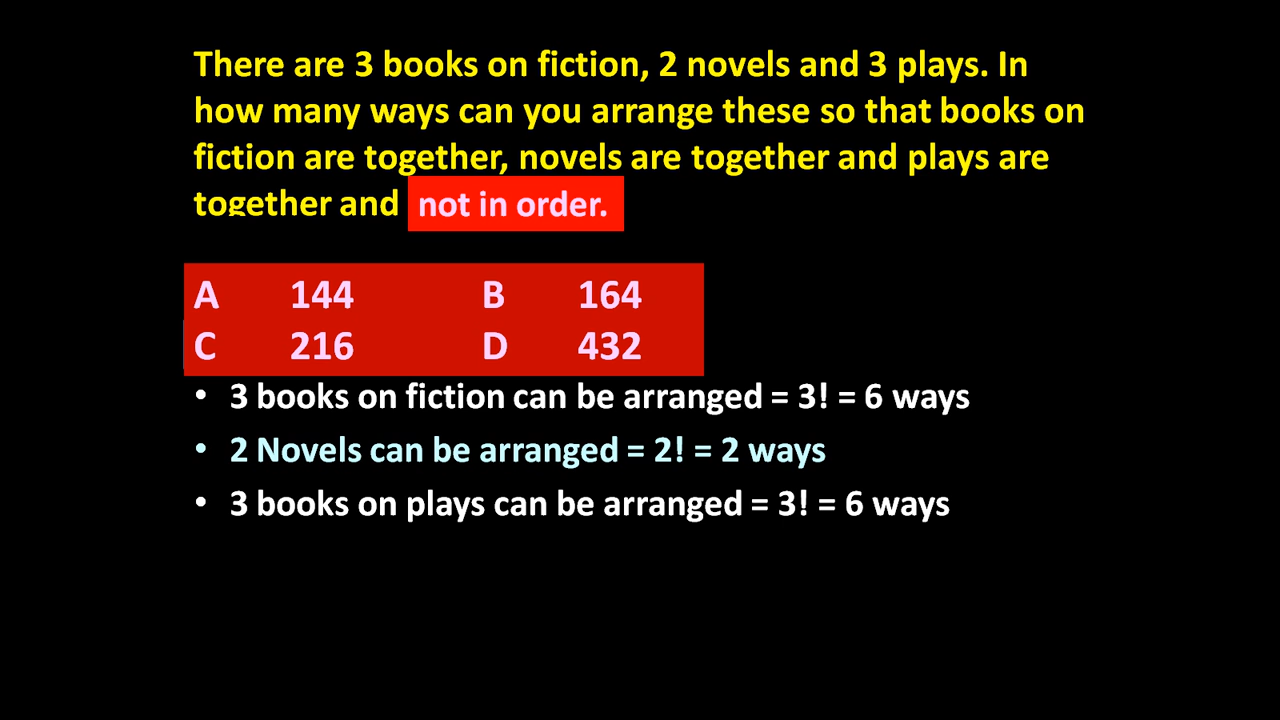 There are 3 books on fiction, 2 novels and 3 plays. In
how many ways can you arrange these so that books on
fiction are together, novels are together and plays are
together and not in order.
A 144 B 164
C 216 D 432
• 3 books on fiction can be arranged = 3! = 6 ways
• 2 Novels can be arranged = 2! = 2 ways
• 3 books on plays can be arranged = 3! = 6 ways